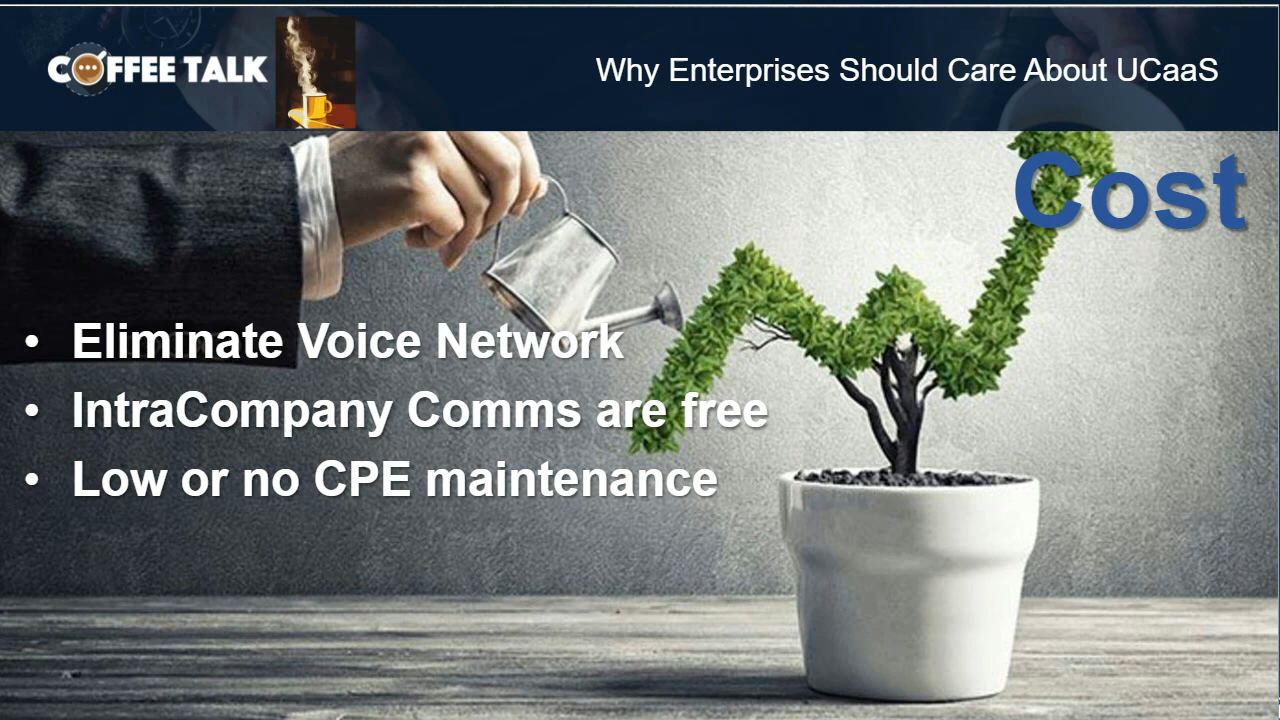 COFFEE TALK
Why Enterprises Should Care About UCaaS
Cost
• Eliminate Voice Network
• IntraCompany Comms are free
• Low or no CPE maintenance